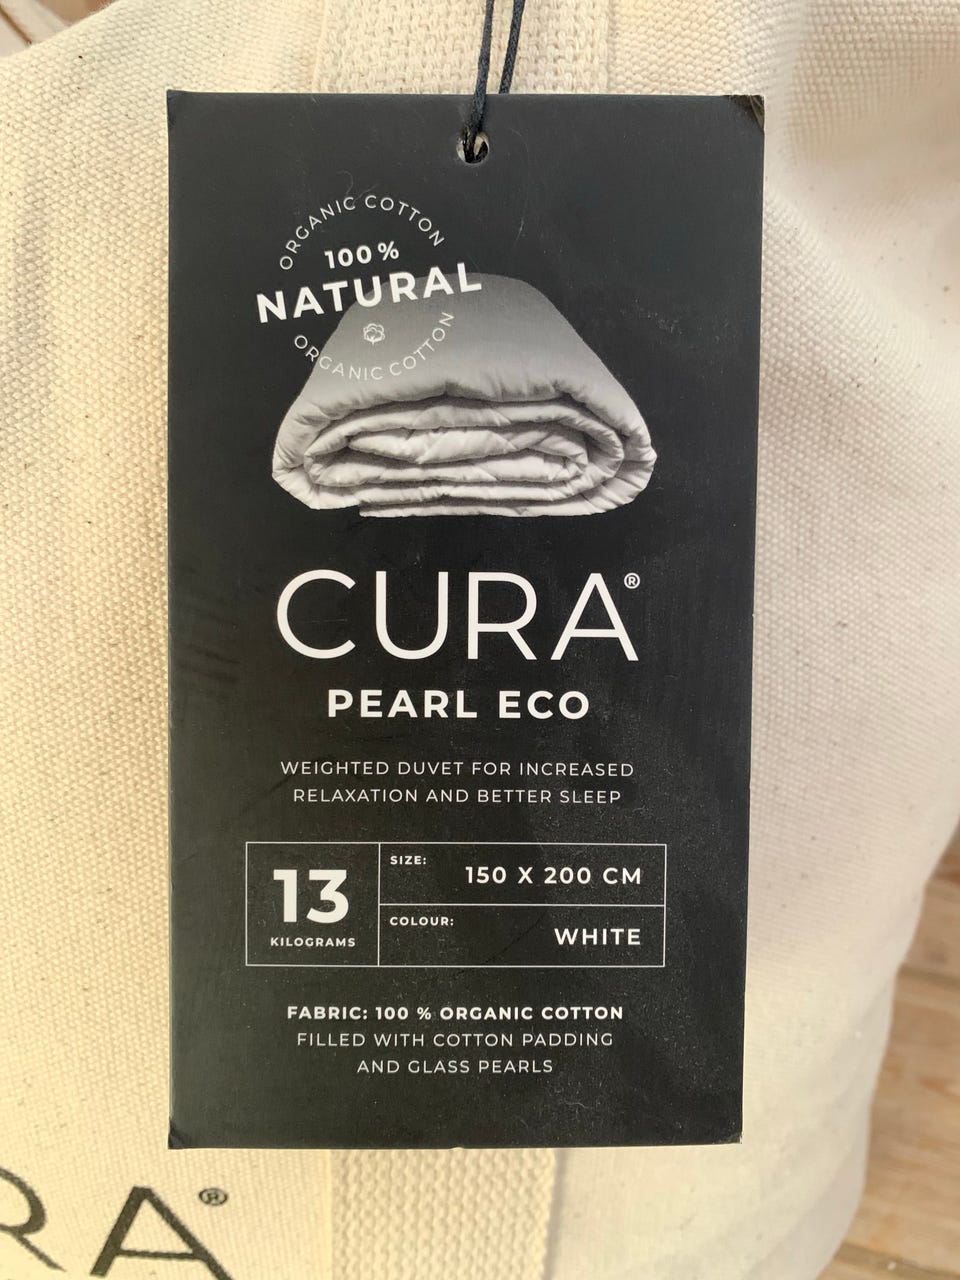 ORGANIC COTTON
100%
NATURAL
ORGANIC COTTON
CURA®
PEARL ECO
WEIGHTED DUVET FOR INCREASED
RELAXATION AND BETTER SLEEP
13
KILOGRAMS
SIZE:
150 X 200 CM
COLOUR:
WHITE
FABRIC: 100 % ORGANIC COTTON
FILLED WITH COTTON PADDING
AND GLASS PEARLS
RA®